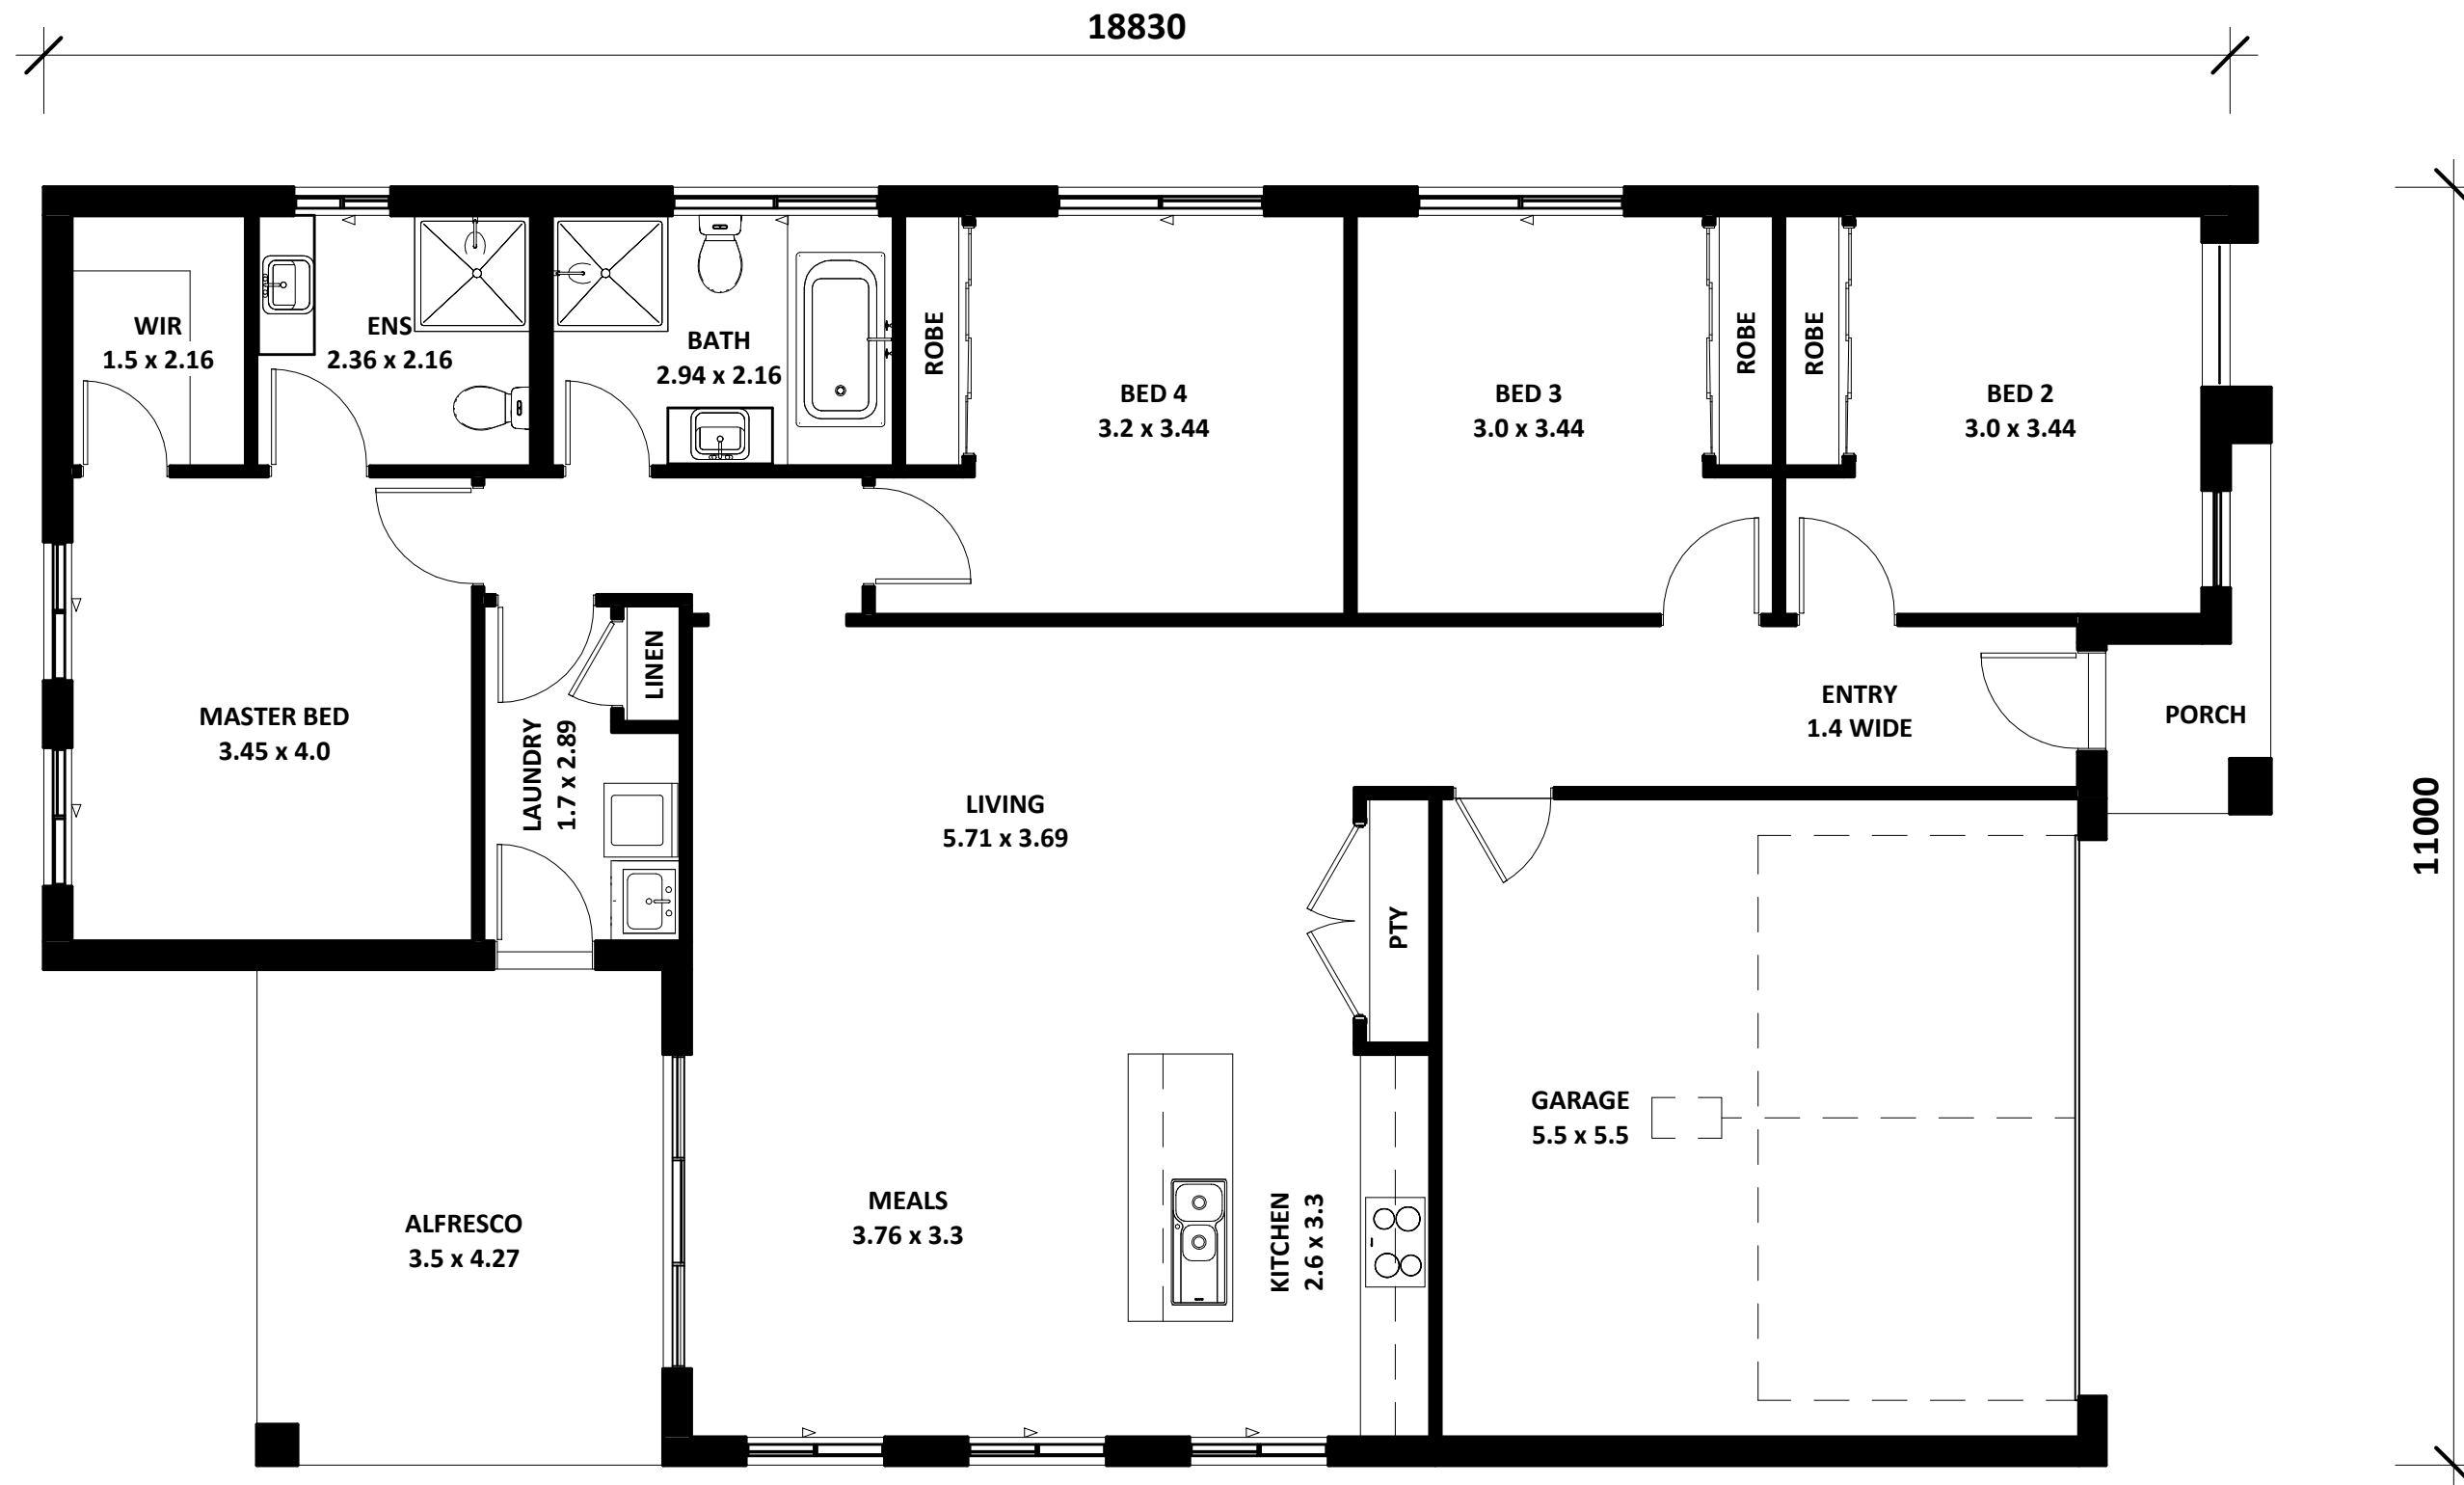 18830
WIR
1.5 x 2.16
ENS
2.36 x 2.16
BATH
2.94 x 2.16
ROBE
BED 4
3.2 x 3.44
BED 3
3.0 x 3.44
ROBE
ROBE
BED 2
3.0 x 3.44
MASTER BED
3.45 x 4.0
LAUNDRY
1.7 x 2.89
LINEN
LIVING
5.71 x 3.69
ENTRY
1.4 WIDE
PORCH
11000
PTY
ALFRESCO
3.5 x 4.27
MEALS
3.76 x 3.3
KITCHEN
2.6 x 3.3
GARAGE
5.5 x 5.5